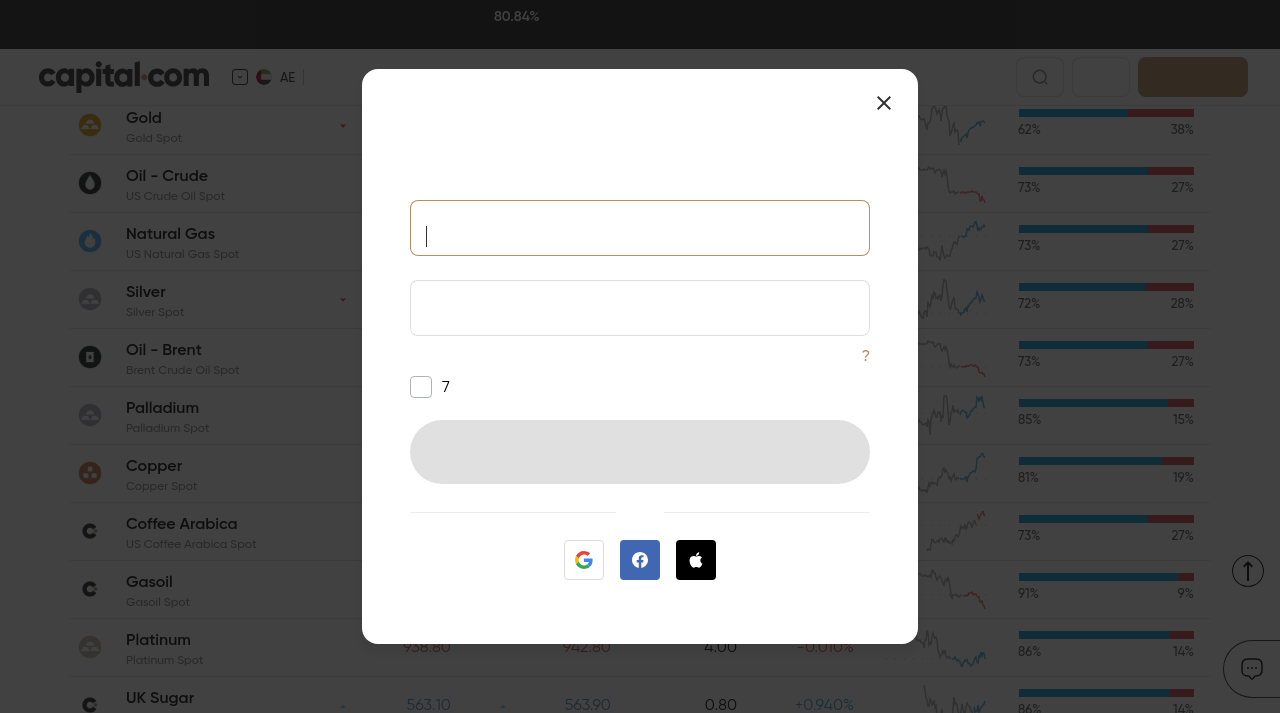 80.84%
capital.com
AE
Gold
Gold Spot
62%
38%
Oil - Crude
US Crude Oil Spot
73%
27%
Natural Gas
US Natural Gas Spot
73%
27%
Silver
Silver Spot
72%
28%
Oil - Brent
Brent Crude Oil Spot
73%
27%
?
7
Palladium
Palladium Spot
85%
15%
Copper
Copper Spot
81%
19%
Coffee Arabica
US Coffee Arabica Spot
73%
27%
Gasoil
Gasoil Spot
91%
9%
Platinum
Platinum Spot
938.80
942.80
4.00
-0.010%
86%
14%
UK Sugar
563.10
563.90
0.80
+0.940%
86%
14%